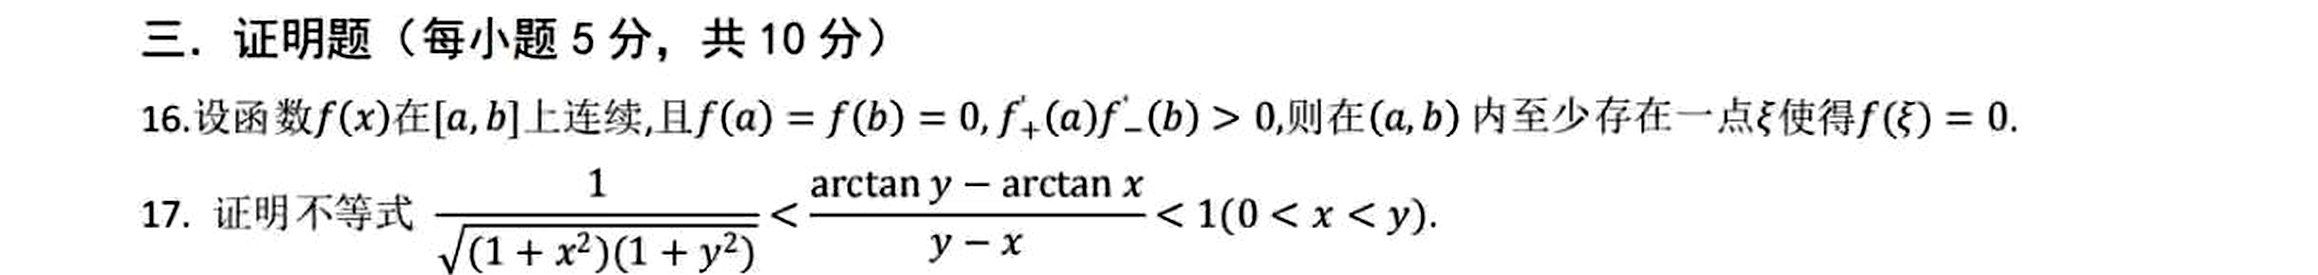 三. 证明题（每小题 5 分，共 10 分）
16.设函数f(x)在[a, b]上连续,且f(a) = f(b) = 0, f'₊(a)f'₋(b) > 0,则在(a, b) 内至少存在一点ξ使得f(ξ) = 0.
17. 证明不等式 1/√((1 + x²)(1 + y²)) < (arctan y − arctan x)/(y − x) < 1(0 < x < y).